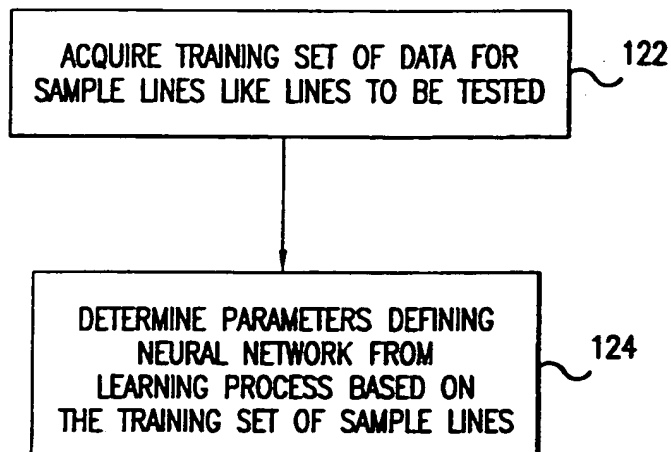 ACQUIRE TRAINING SET OF DATA FOR
SAMPLE LINES LIKE LINES TO BE TESTED
122
DETERMINE PARAMETERS DEFINING
NEURAL NETWORK FROM
LEARNING PROCESS BASED ON
THE TRAINING SET OF SAMPLE LINES
124